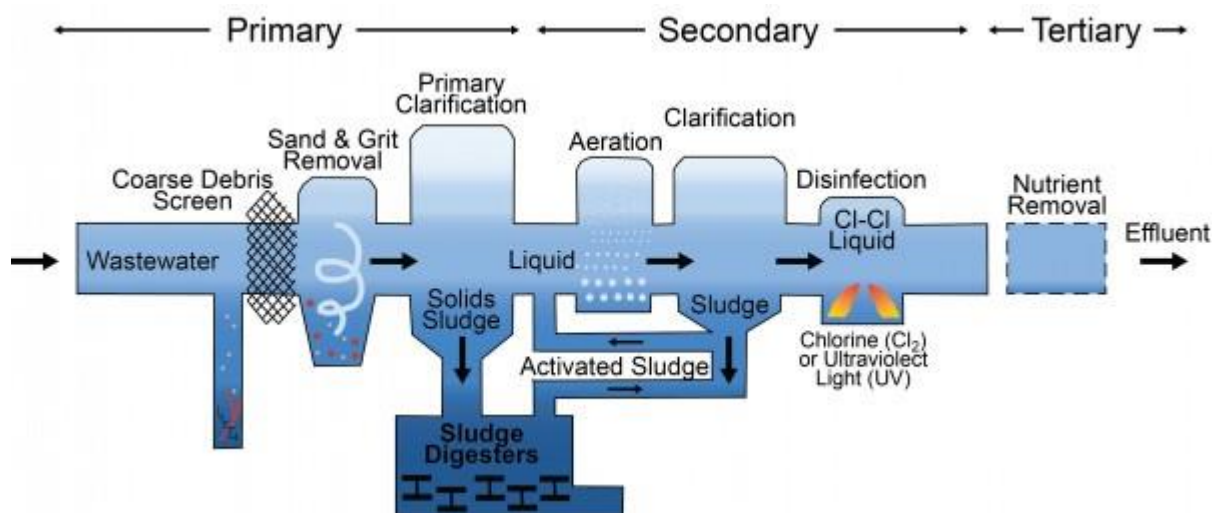 Primary
Secondary
Tertiary
Primary
Clarification
Sand & Grit
Removal
Coarse Debris
Screen
Aeration
Clarification
Disinfection
Nutrient
Removal
Wastewater
Liquid
Cl-Cl
Liquid
Effluent
Solids
Sludge
Sludge
Activated Sludge
Chlorine (Cl₂)
or Ultraviolect
Light (UV)
Sludge
Digesters